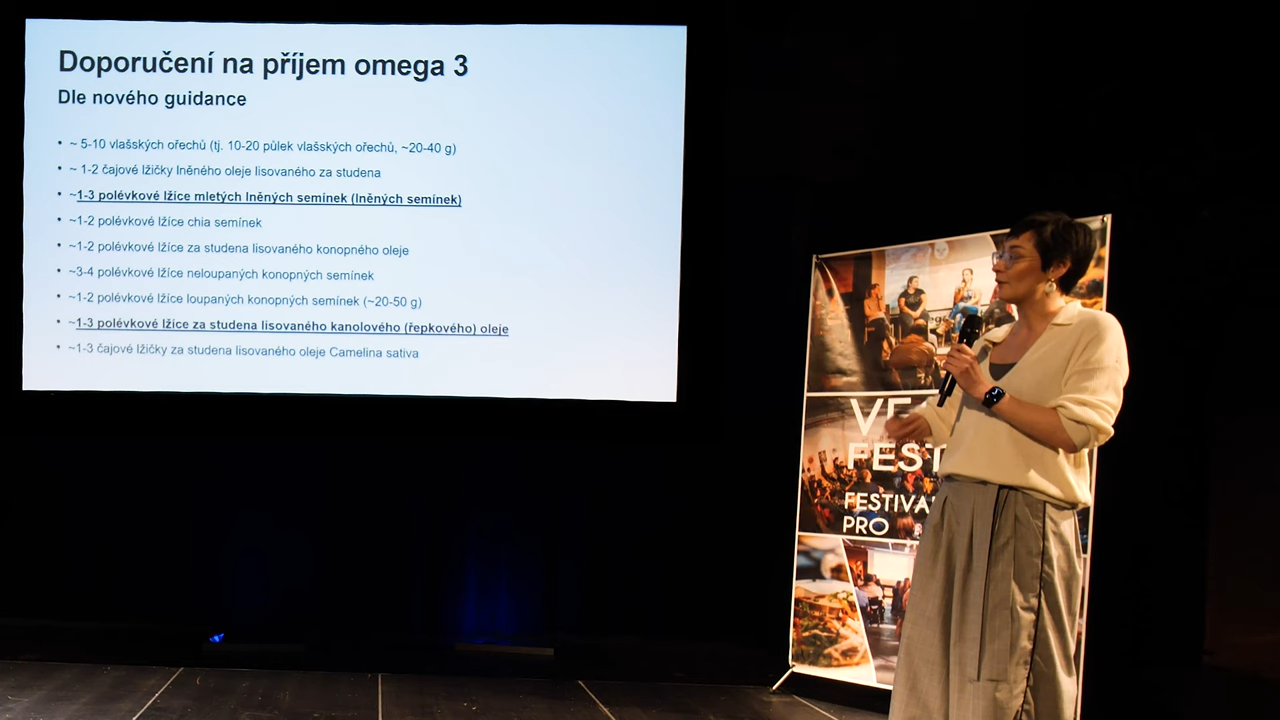 Doporučení na příjem omega 3
Dle nového guidance
• ~ 5-10 vlašských ořechů (tj. 10-20 půlek vlašských ořechů, ~20-40 g)
• ~ 1-2 čajové lžičky lněného oleje lisovaného za studena
• ~1-3 polévkové lžíce mletých lněných semínek (lněných semínek)
• ~1-2 polévkové lžíce chia semínek
• ~1-2 polévkové lžíce za studena lisovaného konopného oleje
• ~3-4 polévkové lžíce neloupaných konopných semínek
• ~1-2 polévkové lžíce loupaných konopných semínek (~20-50 g)
• ~1-3 polévkové lžíce za studena lisovaného kanolového (řepkového) oleje
• ~1-3 čajové lžičky za studena lisovaného oleje Camelina sativa
FEST
FESTIVA
PRO